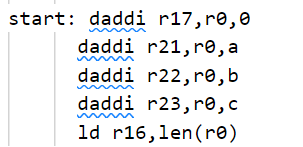 start: daddi r17,r0,0
daddi r21,r0,a
daddi r22,r0,b
daddi r23,r0,c
ld r16,len(r0)